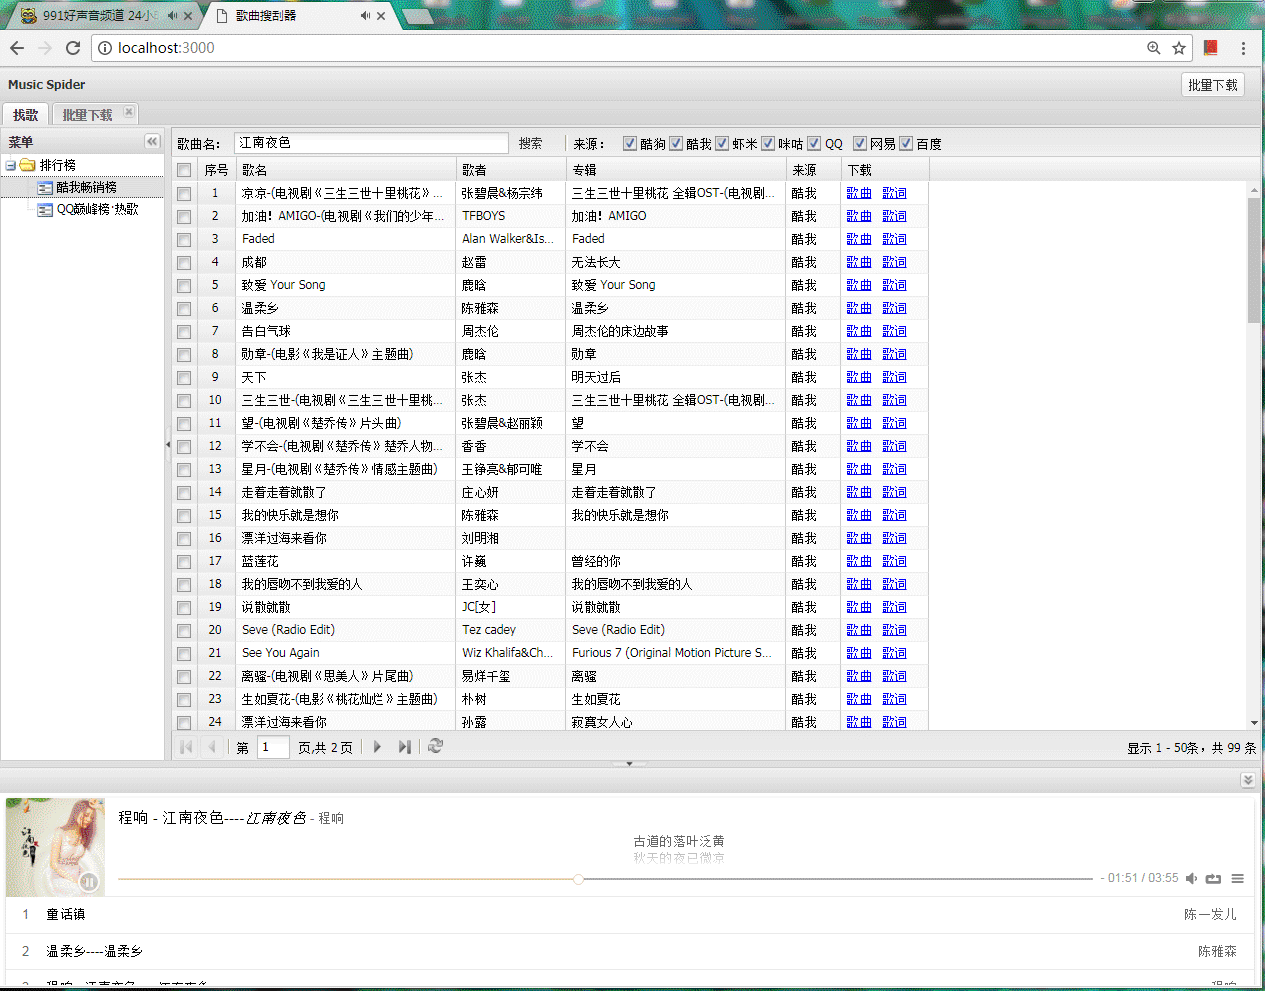 991好声音频道 24小
歌曲搜刮器
localhost:3000
Music Spider
批量下载
找歌
批量下载
菜单
排行榜
酷我畅销榜
QQ巅峰榜·热歌
歌曲名: 江南夜色 搜索 来源: 酷狗 酷我 虾米 咪咕 QQ 网易 百度
序号 歌名 歌者 专辑 来源 下载
1 凉凉-(电视剧《三生三世十里桃花》... 张碧晨&杨宗纬 三生三世十里桃花 全辑OST-(电视剧... 酷我 歌曲 歌词
2 加油！AMIGO-(电视剧《我们的少年... TFBOYS 加油！AMIGO 酷我 歌曲 歌词
3 Faded Alan Walker&Is... Faded 酷我 歌曲 歌词
4 成都 赵雷 无法长大 酷我 歌曲 歌词
5 致爱 Your Song 鹿晗 致爱 Your Song 酷我 歌曲 歌词
6 温柔乡 陈雅森 温柔乡 酷我 歌曲 歌词
7 告白气球 周杰伦 周杰伦的床边故事 酷我 歌曲 歌词
8 勋章-(电影《我是证人》主题曲) 鹿晗 勋章 酷我 歌曲 歌词
9 天下 张杰 明天过后 酷我 歌曲 歌词
10 三生三世-(电视剧《三生三世十里桃... 张杰 三生三世十里桃花 全辑OST-(电视剧... 酷我 歌曲 歌词
11 望-(电视剧《楚乔传》片头曲) 张碧晨&赵丽颖 望 酷我 歌曲 歌词
12 学不会-(电视剧《楚乔传》楚乔人物... 香香 学不会 酷我 歌曲 歌词
13 星月-(电视剧《楚乔传》情感主题曲) 王铮亮&郁可唯 星月 酷我 歌曲 歌词
14 走着走着就散了 庄心妍 走着走着就散了 酷我 歌曲 歌词
15 我的快乐就是想你 陈雅森 我的快乐就是想你 酷我 歌曲 歌词
16 漂洋过海来看你 刘明湘 酷我 歌曲 歌词
17 蓝莲花 许巍 曾经的你 酷我 歌曲 歌词
18 我的唇吻不到我爱的人 王奕心 我的唇吻不到我爱的人 酷我 歌曲 歌词
19 说散就散 JC[女] 说散就散 酷我 歌曲 歌词
20 Seve (Radio Edit) Tez cadey Seve (Radio Edit) 酷我 歌曲 歌词
21 See You Again Wiz Khalifa&Ch... Furious 7 (Original Motion Picture S... 酷我 歌曲 歌词
22 离骚-(电视剧《思美人》片尾曲) 易烊千玺 离骚 酷我 歌曲 歌词
23 生如夏花-(电影《桃花灿烂》主题曲) 朴树 生如夏花 酷我 歌曲 歌词
24 漂洋过海来看你 孙露 寂寞女人心 酷我 歌曲 歌词
第 1 页,共 2 页 显示 1 - 50条，共 99 条
程响 - 江南夜色----江南夜色 - 程响
古道的落叶泛黄
秋天的夜已微凉
- 01:51 / 03:55
1 童话镇 陈一发儿
2 温柔乡----温柔乡 陈雅森